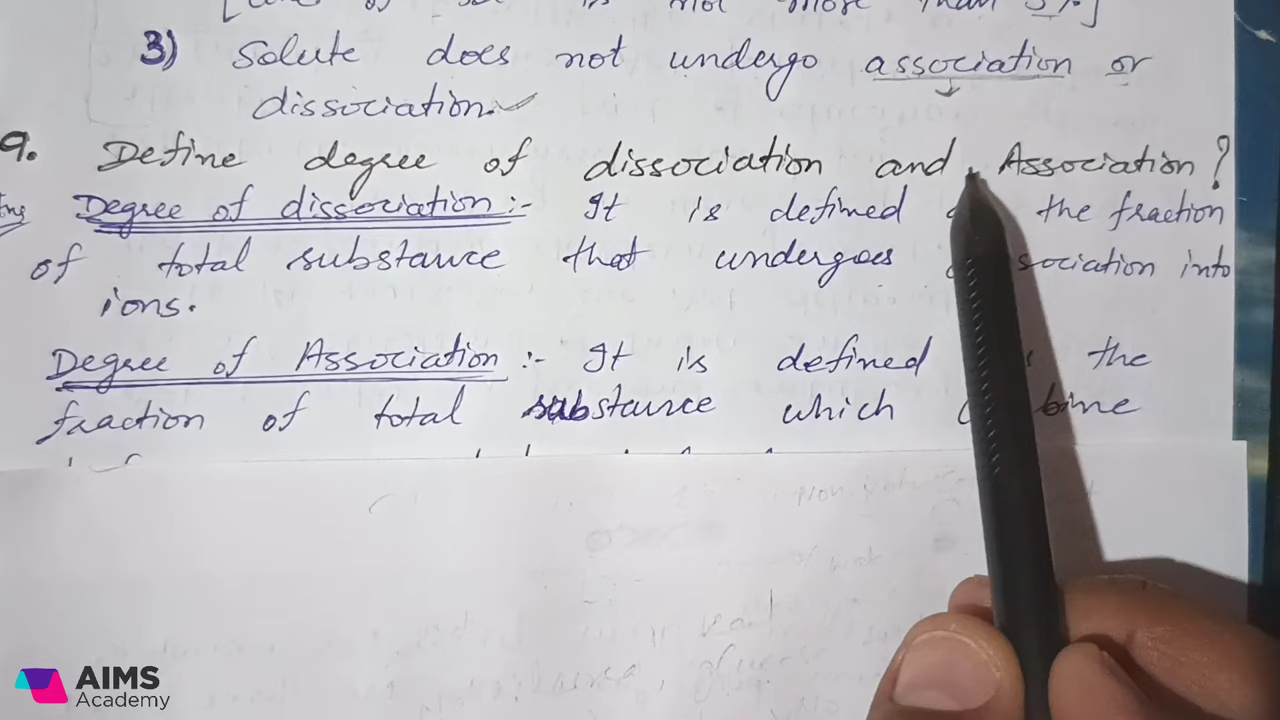 3) Solute does not undergo association or
dissociation.
9. Define degree of dissociation and Association?
Degree of dissociation :- It is defined the fraction
of total substance that undergoes into
ions.
Degree of Association :- It is defined the
fraction of total substance which
AIMS
Academy